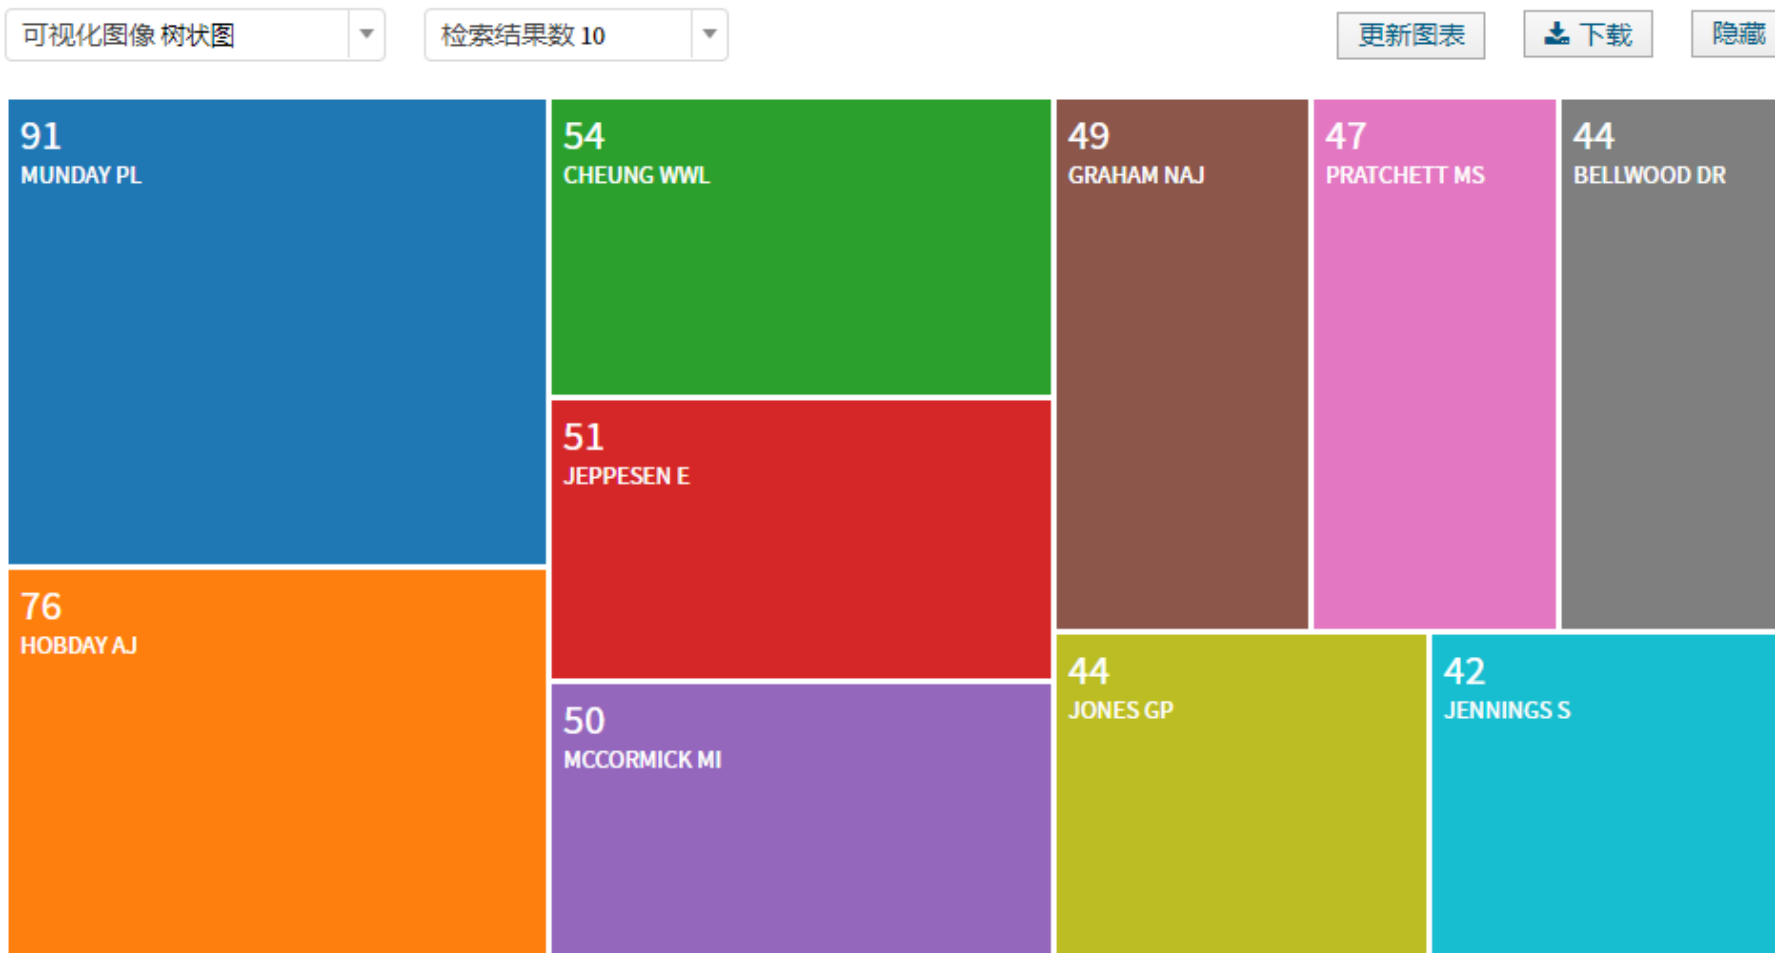 可视化图像 树状图
检索结果数 10
更新图表
下载
隐藏
91
MUNDAY PL
54
CHEUNG WWL
49
GRAHAM NAJ
47
PRATCHETT MS
44
BELLWOOD DR
51
JEPPESEN E
76
HOBDAY AJ
50
MCCORMICK MI
44
JONES GP
42
JENNINGS S